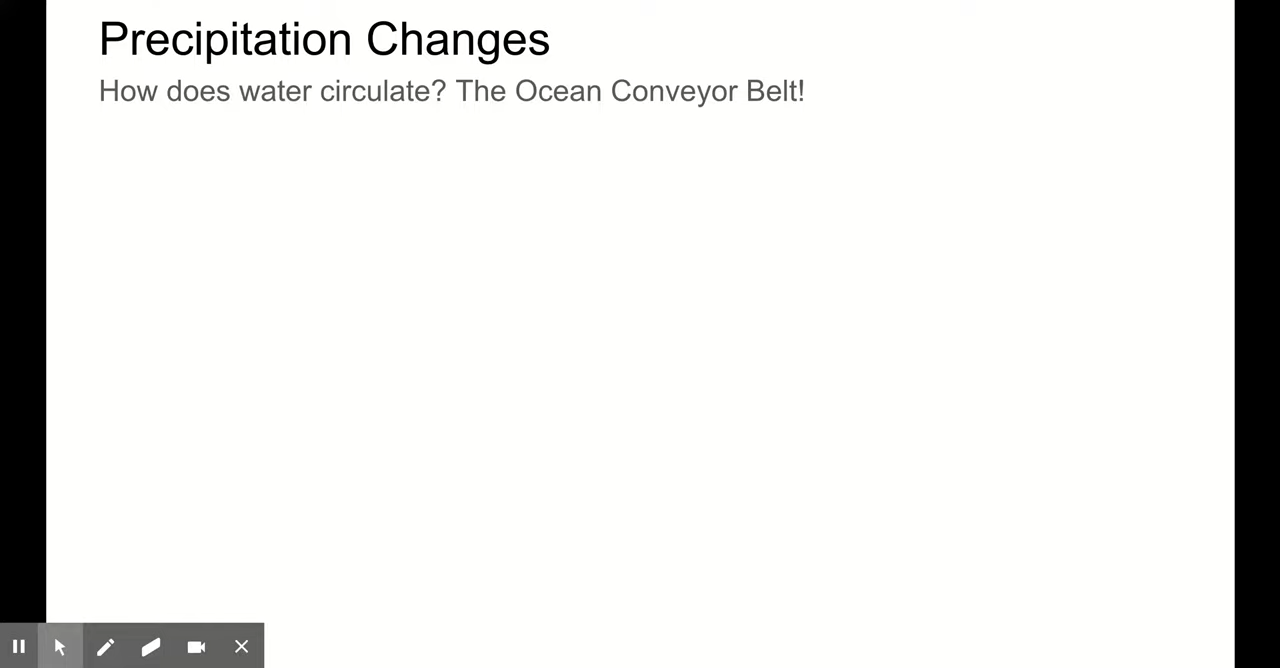 Precipitation Changes
How does water circulate? The Ocean Conveyor Belt!